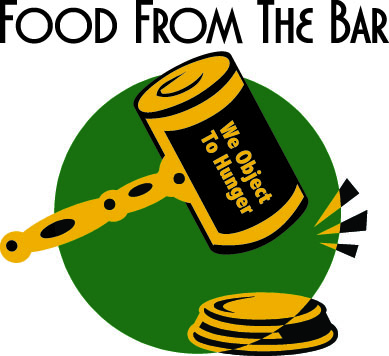 FOOD FROM THE BAR
We Object
To Hunger